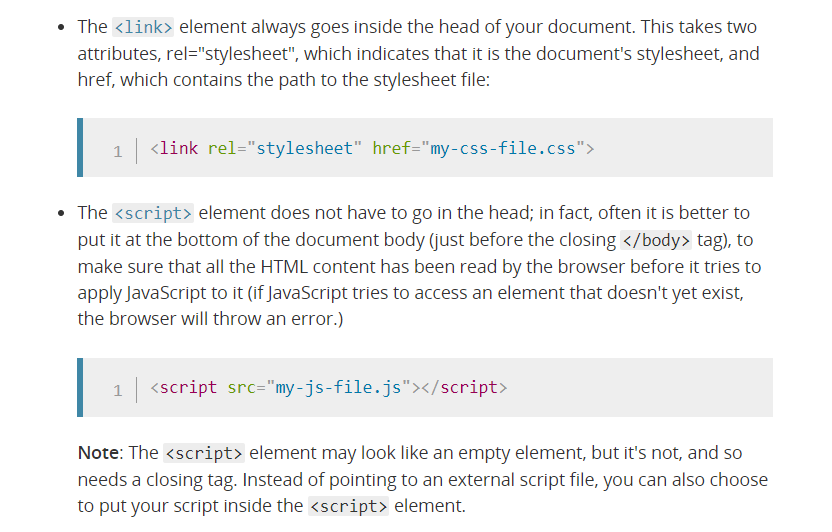 • The <link> element always goes inside the head of your document. This takes two
attributes, rel="stylesheet", which indicates that it is the document's stylesheet, and
href, which contains the path to the stylesheet file:
1 <link rel="stylesheet" href="my-css-file.css">
• The <script> element does not have to go in the head; in fact, often it is better to
put it at the bottom of the document body (just before the closing </body> tag), to
make sure that all the HTML content has been read by the browser before it tries to
apply JavaScript to it (if JavaScript tries to access an element that doesn't yet exist,
the browser will throw an error.)
1 <script src="my-js-file.js"></script>
Note: The <script> element may look like an empty element, but it's not, and so
needs a closing tag. Instead of pointing to an external script file, you can also choose
to put your script inside the <script> element.